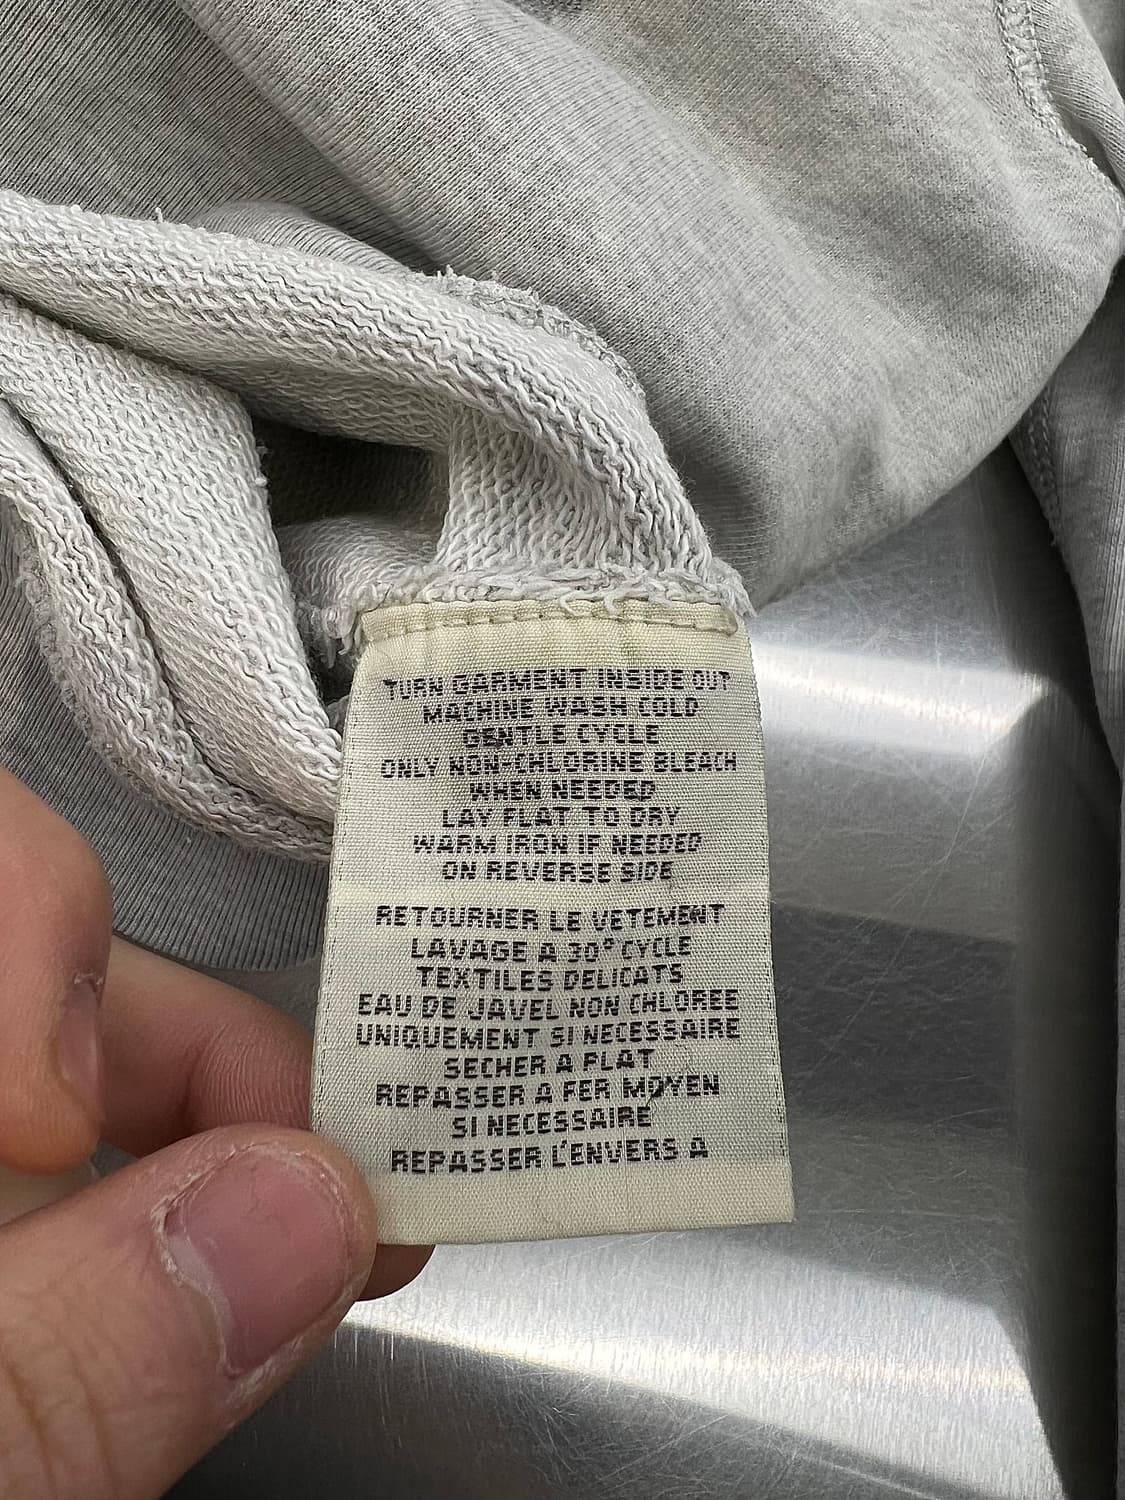 TURN GARMENT INSIDE OUT
MACHINE WASH COLD
GENTLE CYCLE
ONLY NON-CHLORINE BLEACH
WHEN NEEDED
LAY FLAT TO DRY
WARM IRON IF NEEDED
ON REVERSE SIDE
RETOURNER LE VETEMENT
LAVAGE A 30° CYCLE
TEXTILES DELICATS
EAU DE JAVEL NON CHLOREE
UNIQUEMENT SI NECESSAIRE
SECHER A PLAT
REPASSER A FER MOYEN
SI NECESSAIRE
REPASSER L'ENVERS A